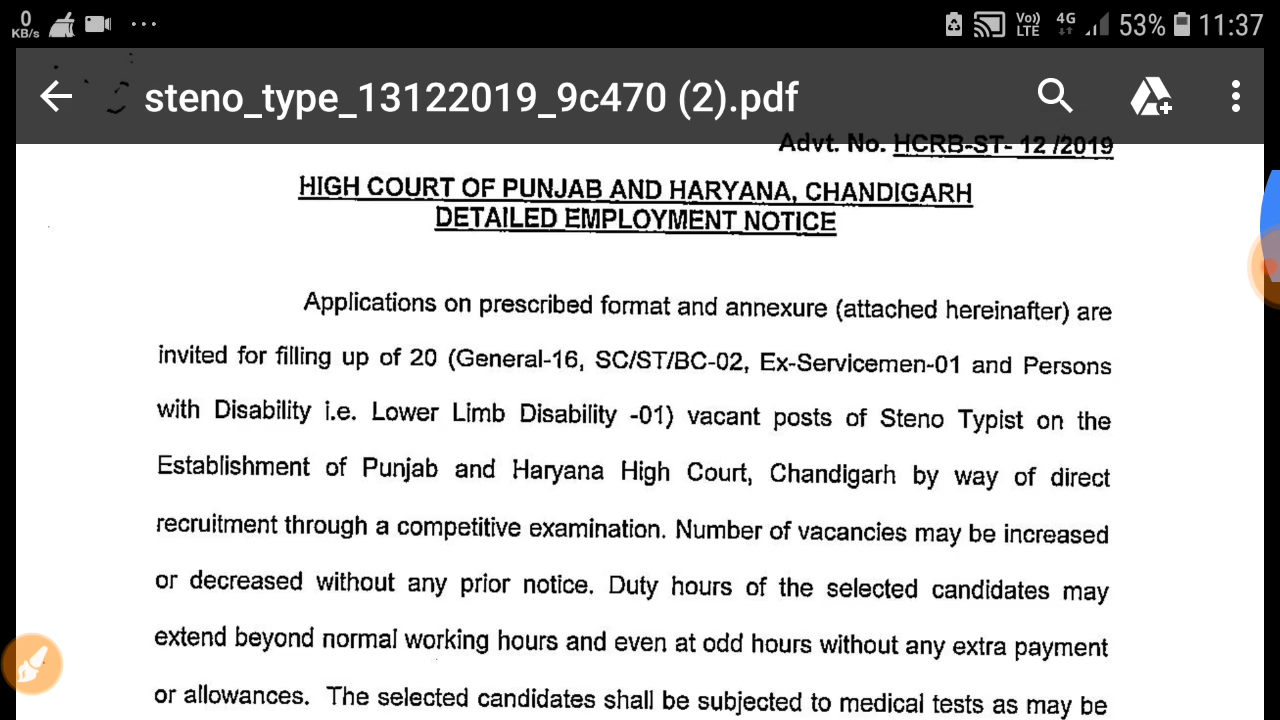 0
KB/s
Vo))
LTE
4G
53%
11:37
steno_type_13122019_9c470 (2).pdf
Advt. No. HCRB-ST- 12 /2019
HIGH COURT OF PUNJAB AND HARYANA, CHANDIGARH
DETAILED EMPLOYMENT NOTICE
Applications on prescribed format and annexure (attached hereinafter) are
invited for filling up of 20 (General-16, SC/ST/BC-02, Ex-Servicemen-01 and Persons
with Disability i.e. Lower Limb Disability -01) vacant posts of Steno Typist on the
Establishment of Punjab and Haryana High Court, Chandigarh by way of direct
recruitment through a competitive examination. Number of vacancies may be increased
or decreased without any prior notice. Duty hours of the selected candidates may
extend beyond normal working hours and even at odd hours without any extra payment
or allowances. The selected candidates shall be subjected to medical tests as may be